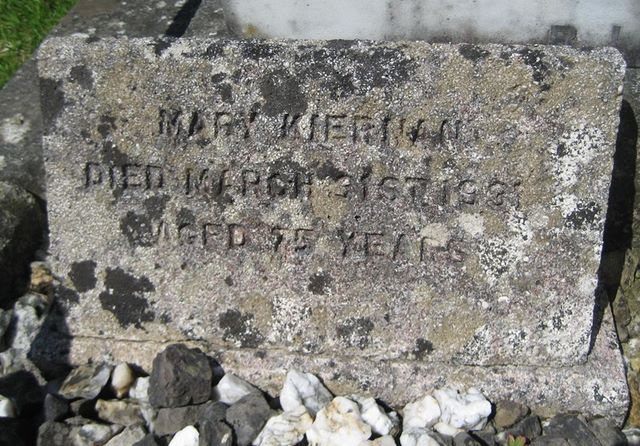 MARY KIERNAN
DIED MARCH 31ST. 1931
AGED 75 YEARS